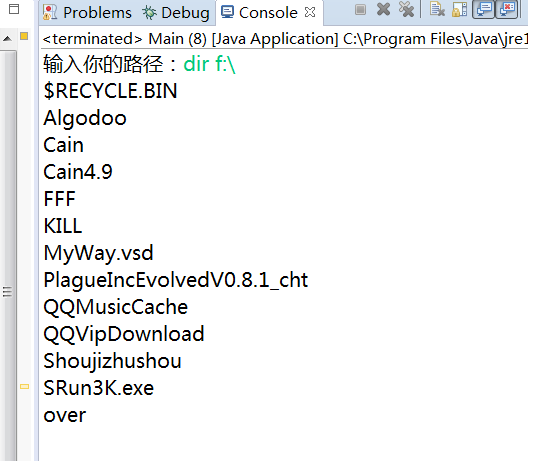 Problems Debug Console
<terminated> Main (8) [Java Application] C:\Program Files\Java\jre1
输入你的路径：dir f:\
$RECYCLE.BIN
Algodoo
Cain
Cain4.9
FFF
KILL
MyWay.vsd
PlagueIncEvolvedV0.8.1_cht
QQMusicCache
QQVipDownload
Shoujizhushou
SRun3K.exe
over